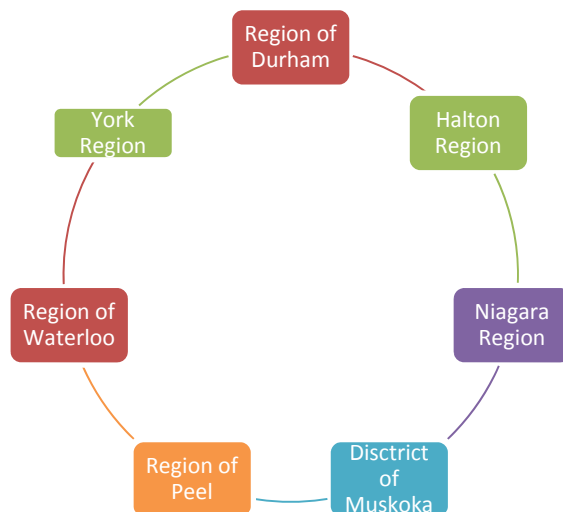 Region of
Durham
Halton
Region
Niagara
Region
Disctrict
of
Muskoka
Region of
Peel
Region of
Waterloo
York
Region